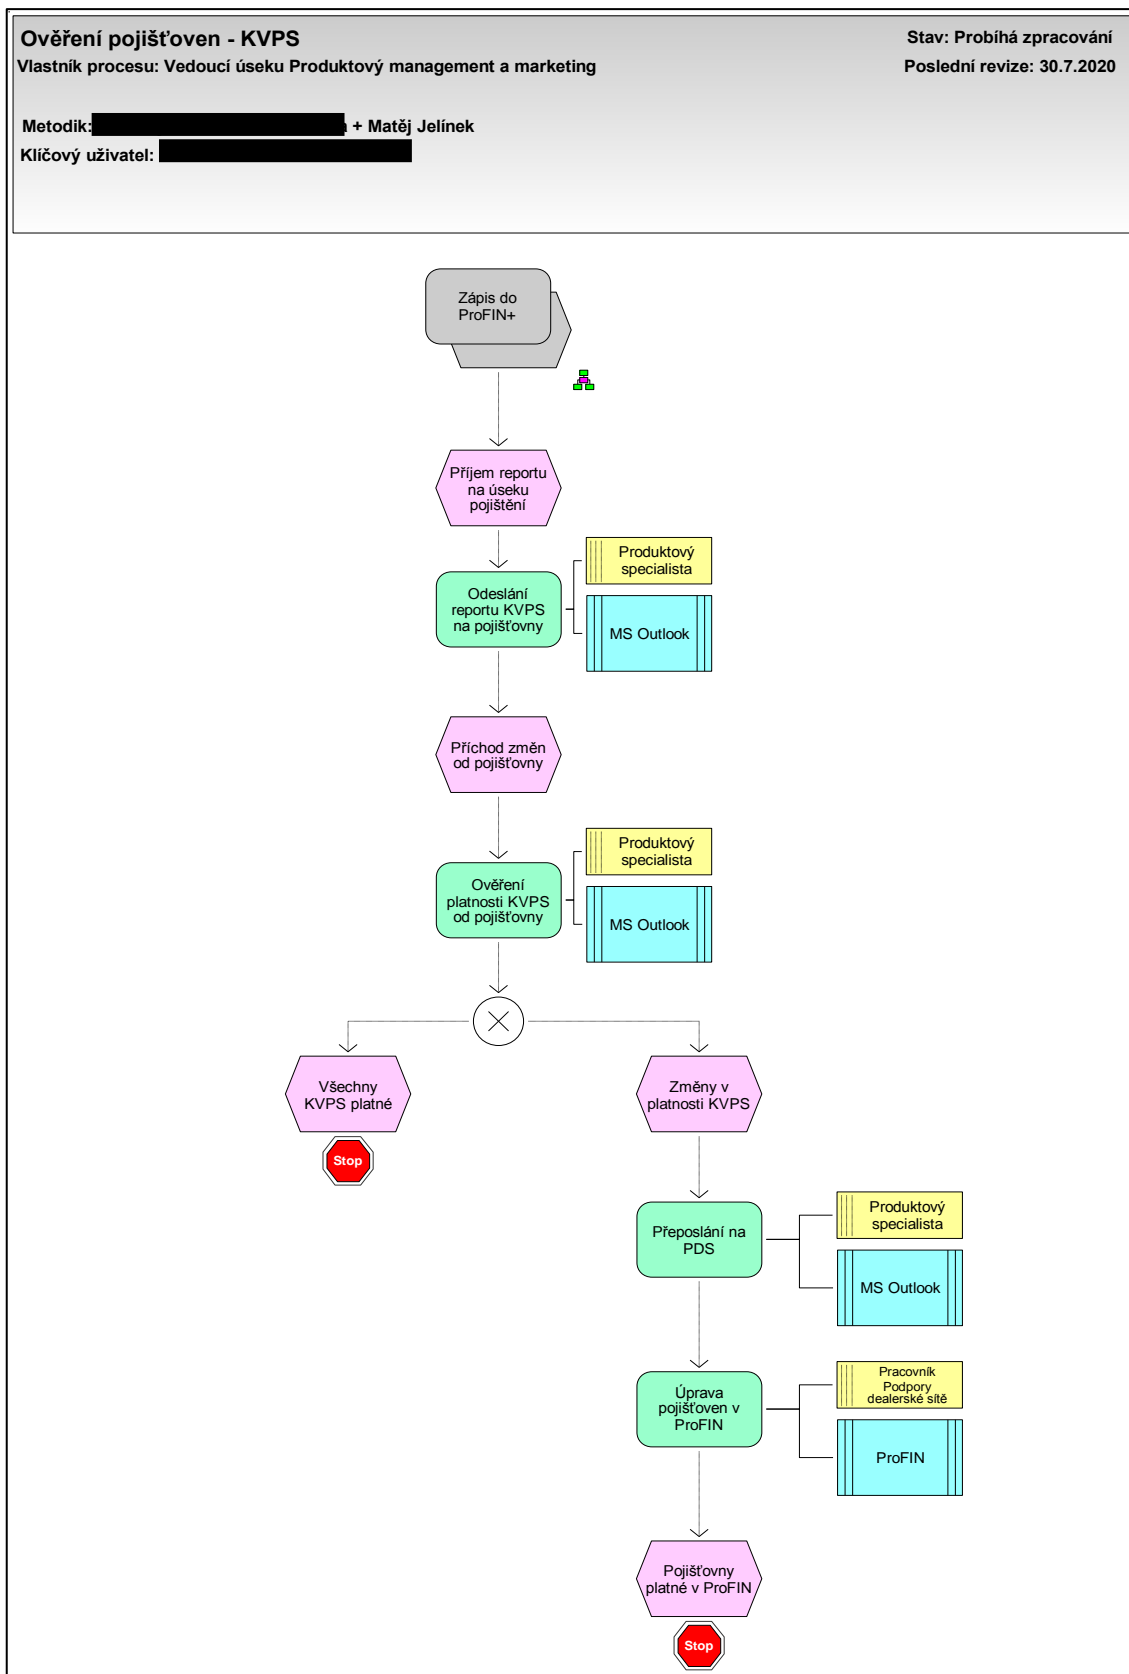 Ověření pojišťoven - KVPS
Stav: Probíhá zpracování
Vlastník procesu: Vedoucí úseku Produktový management a marketing
Poslední revize: 30.7.2020
Metodik: + Matěj Jelínek
Klíčový uživatel:
Zápis do
ProFIN+
Příjem reportu
na úseku
pojištění
Produktový
specialista
Odeslání
reportu KVPS
na pojišťovny
MS Outlook
Příchod změn
od pojišťovny
Produktový
specialista
Ověření
platnosti KVPS
od pojišťovny
MS Outlook
Všechny
KVPS platné
Změny v
platnosti KVPS
Stop
Přeposlání na
PDS
Produktový
specialista
MS Outlook
Úprava
pojišťoven v
ProFIN
Pracovník
Podpory
dealerské sítě
ProFIN
Pojišťovny
platné v ProFIN
Stop